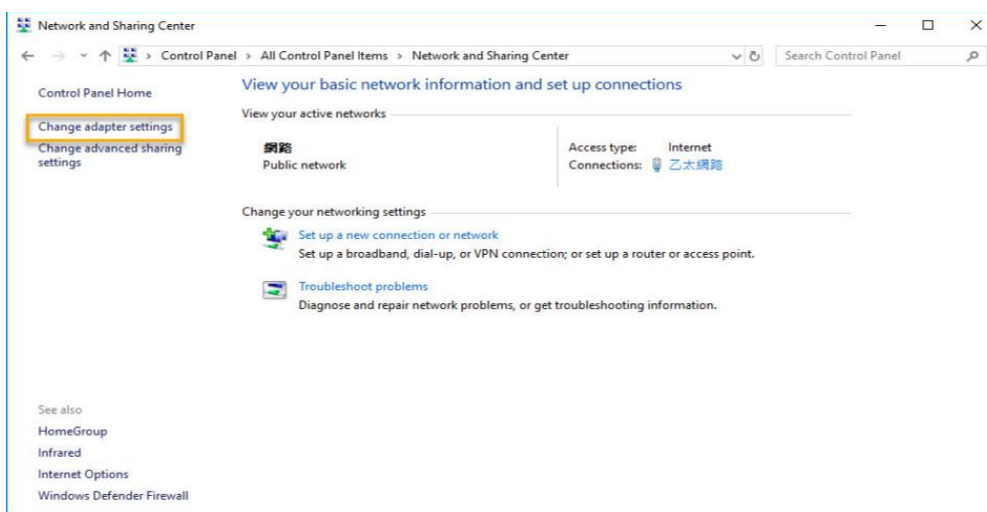 Network and Sharing Center
Control Panel > All Control Panel Items > Network and Sharing Center
Search Control Panel
Control Panel Home
Change adapter settings
Change advanced sharing
settings
View your basic network information and set up connections
View your active networks
網路
Public network
Access type: Internet
Connections: 乙太網路
Change your networking settings
Set up a new connection or network
Set up a broadband, dial-up, or VPN connection; or set up a router or access point.
Troubleshoot problems
Diagnose and repair network problems, or get troubleshooting information.
See also
HomeGroup
Infrared
Internet Options
Windows Defender Firewall